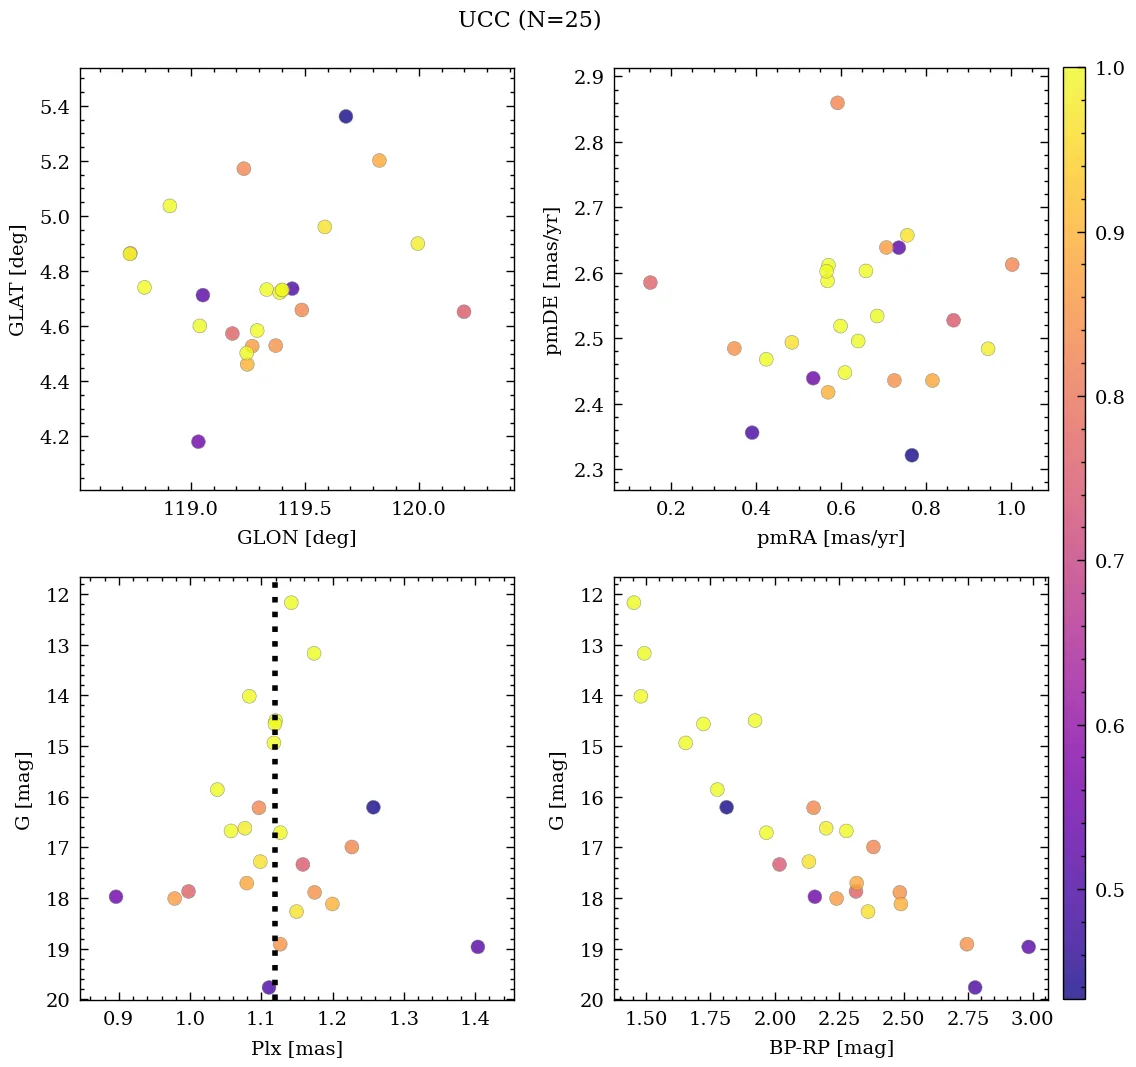 UCC (N=25)
5.4
5.2
5.0
4.8
4.6
4.4
4.2
GLAT [deg]
119.0 119.5 120.0
GLON [deg]
2.9
2.8
2.7
2.6
2.5
2.4
2.3
pmDE [mas/yr]
0.2 0.4 0.6 0.8 1.0
pmRA [mas/yr]
12
13
14
15
16
17
18
19
20
G [mag]
0.9 1.0 1.1 1.2 1.3 1.4
Plx [mas]
12
13
14
15
16
17
18
19
20
G [mag]
1.50 1.75 2.00 2.25 2.50 2.75 3.00
BP-RP [mag]
1.0
0.9
0.8
0.7
0.6
0.5